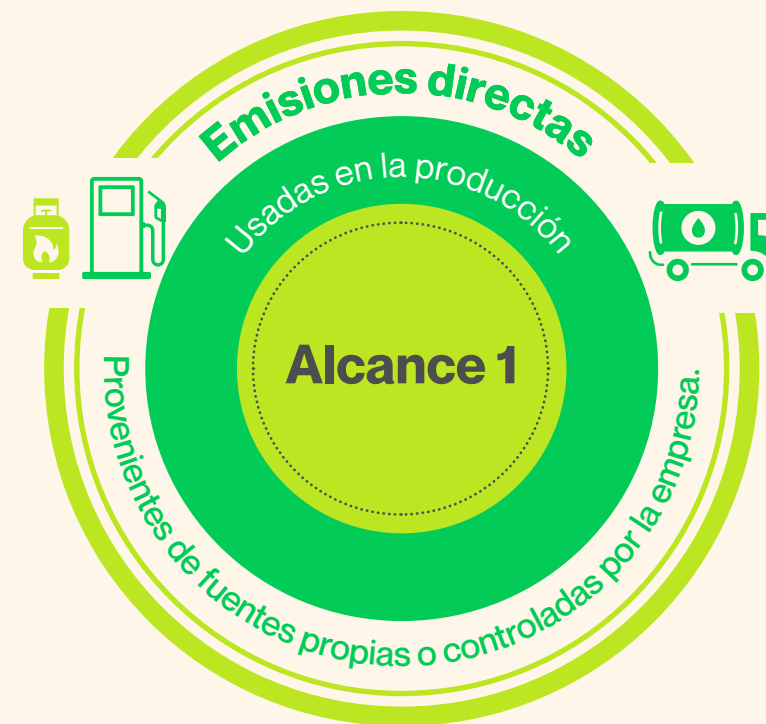 Emisiones directas
Usadas en la producción
Alcance 1
Provenientes de fuentes propias o controladas por la empresa.